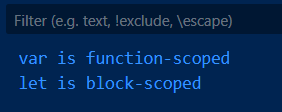 Filter (e.g. text, !exclude, \escape)
var is function-scoped
let is block-scoped